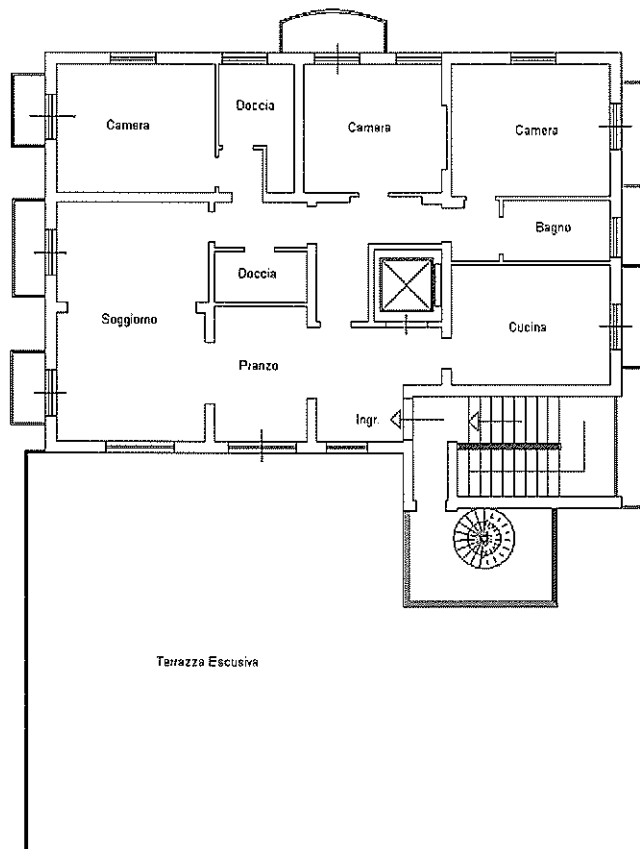 Doccia
Camera
Camera
Camera
Bagno
Doccia
Soggiorno
Cucina
Pranzo
Ingr.
Terrazza Escusiva